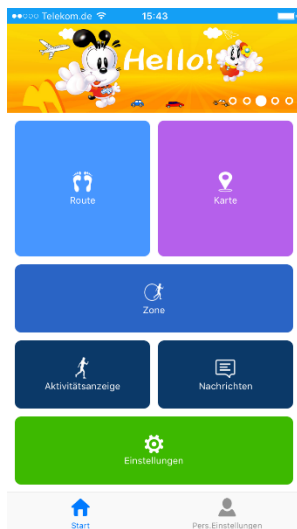 Telekom.de
15:43
Hello!
Route
Karte
Zone
Aktivitätsanzeige
Nachrichten
Einstellungen
Start
Pers.Einstellungen